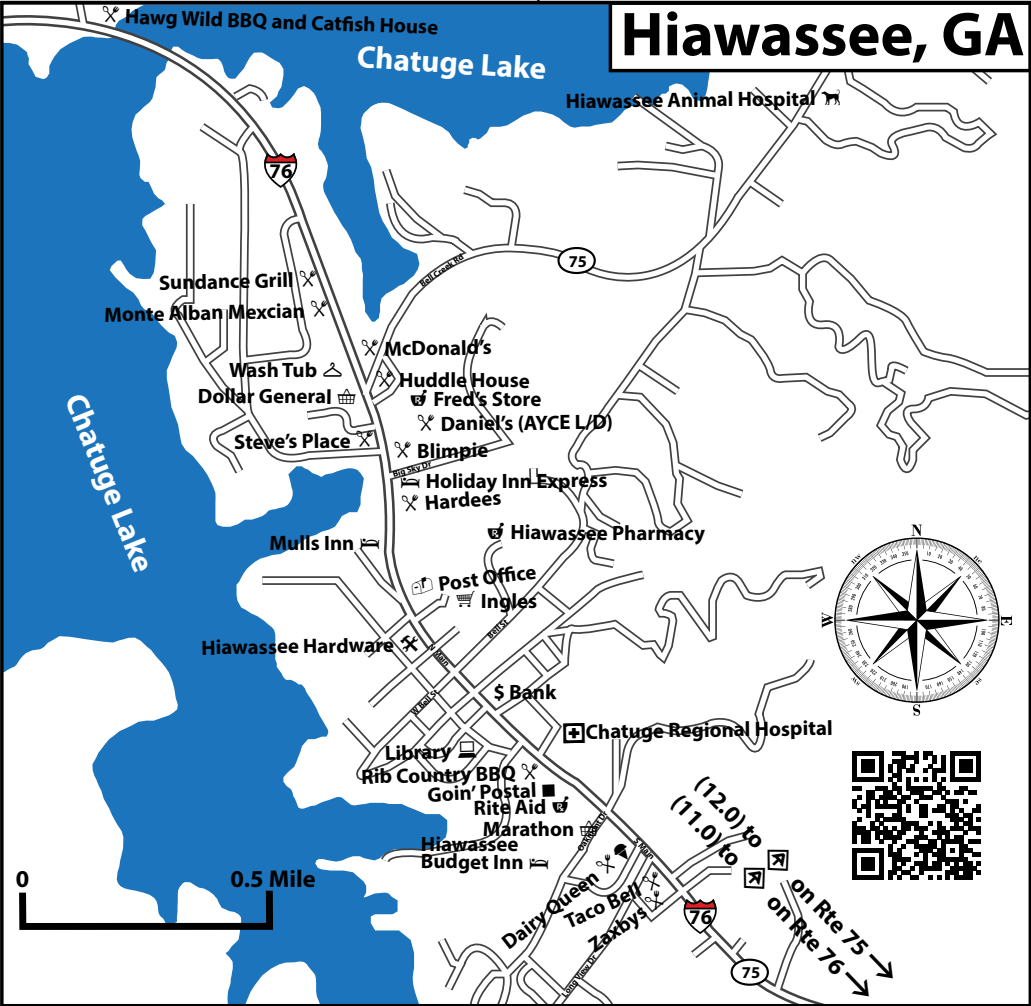 Hiawassee, GA
Hawg Wild BBQ and Catfish House
Chatuge Lake
Hiawassee Animal Hospital
76
75
Bell Creek Rd
Sundance Grill
Monte Alban Mexcian
McDonald's
Wash Tub
Huddle House
Dollar General
Fred's Store
Daniel's (AYCE L/D)
Steve's Place
Blimpie
Big Sky Dr
Holiday Inn Express
Hardees
Chatuge Lake
Hiawassee Pharmacy
Mulls Inn
Post Office
Ingles
Bell St
Hiawassee Hardware
N Main
N
W
E
S
W Bell St
$ Bank
Chatuge Regional Hospital
Library
Rib Country BBQ
Goin' Postal
Rite Aid
Marathon
Oakmont Dr
S Main
Hiawassee
Budget Inn
0
0.5 Mile
Dairy Queen
Taco Bell
Zaxbys
Long View Dr
(12.0) to
on Rte 75
(11.0) to
on Rte 76
76
75